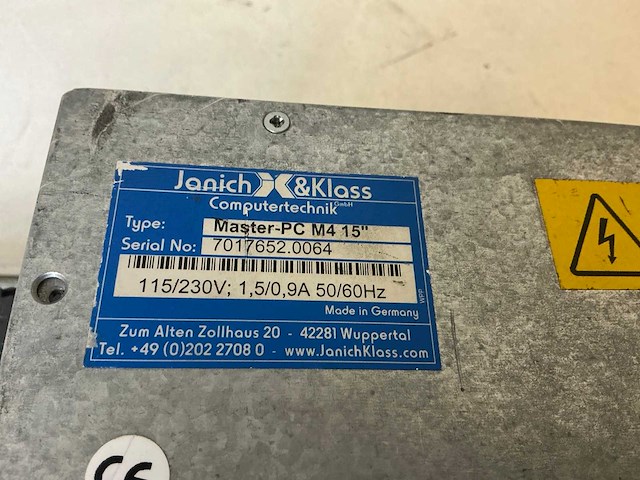 Janich &Klass
Computertechnik GmbH
Type: Master-PC M4 15"
Serial No: 7017652.0064
115/230V; 1,5/0,9A 50/60Hz
WPP
Made in Germany
Zum Alten Zollhaus 20 - 42281 Wuppertal
Tel. +49 (0)202 2708 0 - www.JanichKlass.com
CE